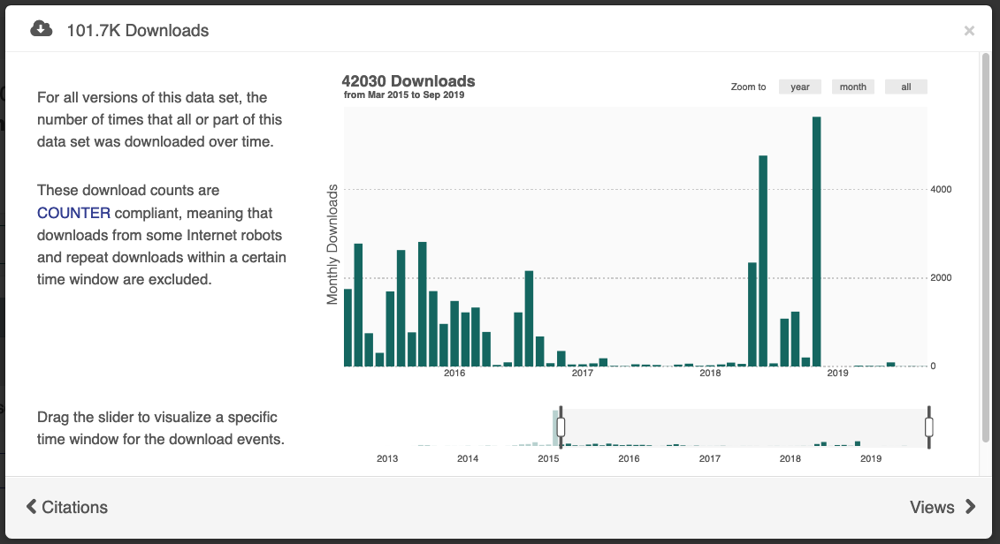 101.7K Downloads
×
For all versions of this data set, the
number of times that all or part of this
data set was downloaded over time.
These download counts are
COUNTER compliant, meaning that
downloads from some Internet robots
and repeat downloads within a certain
time window are excluded.
42030 Downloads
from Mar 2015 to Sep 2019
Zoom to year month all
Monthly Downloads
4000
2000
0
2016 2017 2018 2019
Drag the slider to visualize a specific
time window for the download events.
2013 2014 2015 2016 2017 2018 2019
Citations
Views